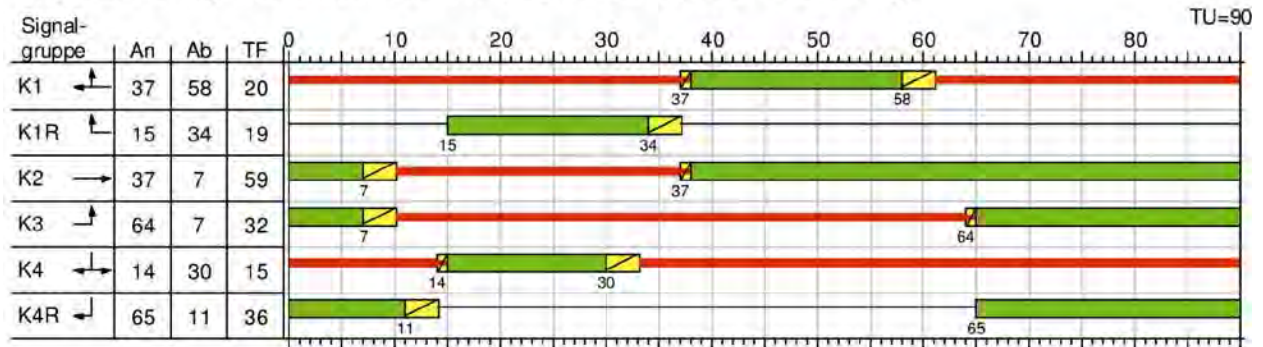 TU=90
Signal-
gruppe An Ab TF 0 10 20 30 40 50 60 70 80
K1 37 58 20 37 58
K1R 15 34 19 15 34
K2 37 7 59 7 37
K3 64 7 32 7 64
K4 14 30 15 14 30
K4R 65 11 36 11 65